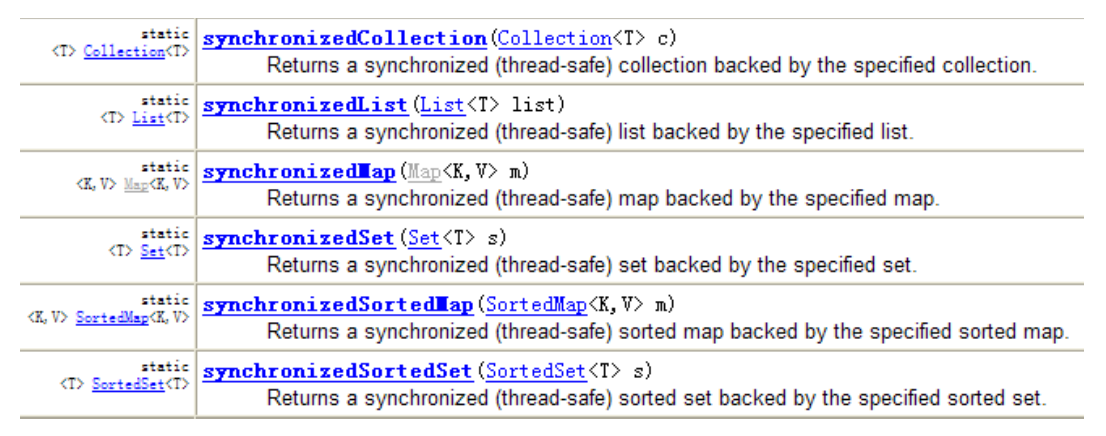 static
<T> Collection<T>
synchronizedCollection(Collection<T> c)
Returns a synchronized (thread-safe) collection backed by the specified collection.
static
<T> List<T>
synchronizedList(List<T> list)
Returns a synchronized (thread-safe) list backed by the specified list.
static
<K,V> Map<K,V>
synchronizedMap(Map<K,V> m)
Returns a synchronized (thread-safe) map backed by the specified map.
static
<T> Set<T>
synchronizedSet(Set<T> s)
Returns a synchronized (thread-safe) set backed by the specified set.
static
<K,V> SortedMap<K,V>
synchronizedSortedMap(SortedMap<K,V> m)
Returns a synchronized (thread-safe) sorted map backed by the specified sorted map.
static
<T> SortedSet<T>
synchronizedSortedSet(SortedSet<T> s)
Returns a synchronized (thread-safe) sorted set backed by the specified sorted set.